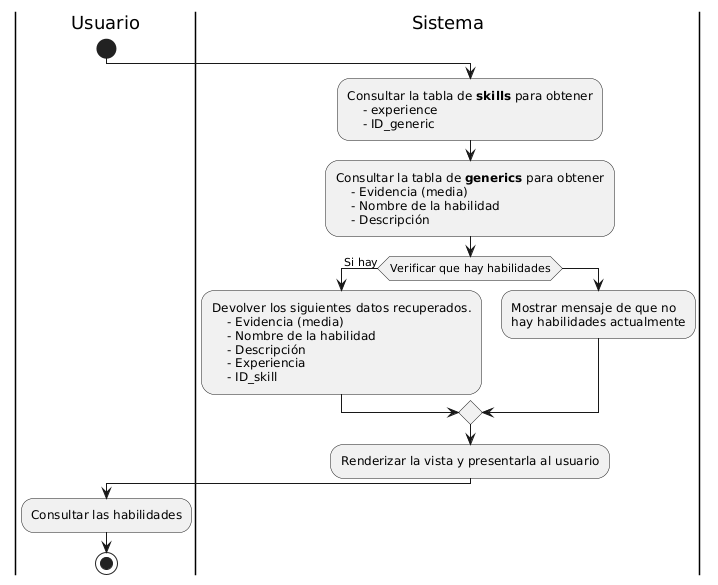 Usuario
Sistema
Consultar la tabla de skills para obtener
- experience
- ID_generic
Consultar la tabla de generics para obtener
- Evidencia (media)
- Nombre de la habilidad
- Descripción
Verificar que hay habilidades
Si hay
Devolver los siguientes datos recuperados.
- Evidencia (media)
- Nombre de la habilidad
- Descripción
- Experiencia
- ID_skill
Mostrar mensaje de que no
hay habilidades actualmente
Renderizar la vista y presentarla al usuario
Consultar las habilidades